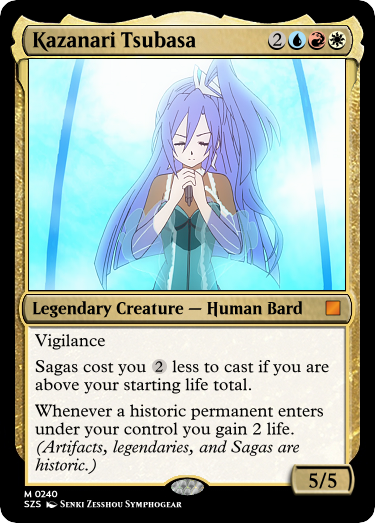 Kazanari Tsubasa 2
Legendary Creature — Human Bard
Vigilance
Sagas cost you 2 less to cast if you are
above your starting life total.
Whenever a historic permanent enters
under your control you gain 2 life.
(Artifacts, legendaries, and Sagas are
historic.)
5/5
M 0240
SZS Senki Zesshou Symphogear